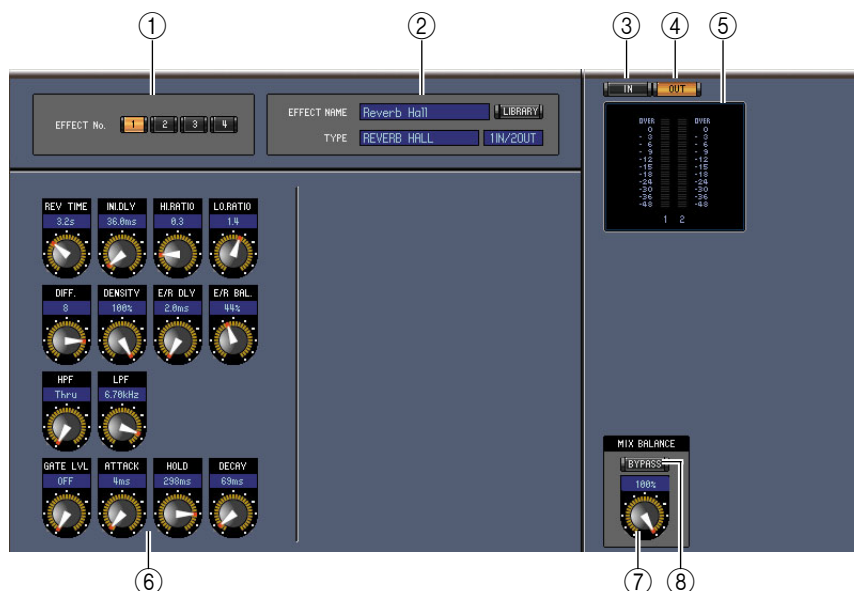 ① ② ③ ④ ⑤
IN OUT
EFFECT No. 1 2 3 4
EFFECT NAME Reverb Hall LIBRARY
TYPE REVERB HALL 1IN/2OUT
OVER OVER
0 0
- 3 - 3
- 6 - 6
- 9 - 9
-12 -12
-15 -15
-18 -18
-24 -24
-30 -30
-36 -36
-48 -48
1 2
REV TIME INI.DLY HI.RATIO LO.RATIO
3.2s 36.0ms 0.3 1.4
DIFF. DENSITY E/R DLY E/R BAL.
8 100% 2.0ms 44%
HPF LPF
Thru 6.70kHz
GATE LVL ATTACK HOLD DECAY
OFF 4ms 298ms 69ms
MIX BALANCE
BYPASS
100%
⑥ ⑦ ⑧